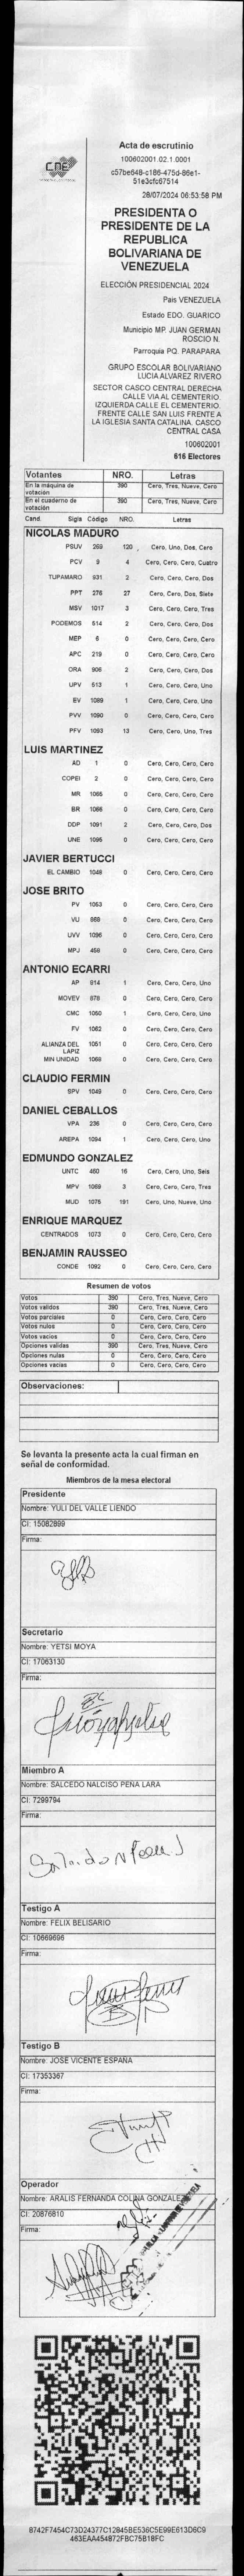 CNE
Acta de escrutinio
100602001.02.1.0001
c57be648-c186-475d-86e1-
51e3cfc67514
28/07/2024 06:53:58 PM
PRESIDENTA O
PRESIDENTE DE LA
REPUBLICA
BOLIVARIANA DE
VENEZUELA
ELECCIÓN PRESIDENCIAL 2024
Pais VENEZUELA
Estado EDO. GUARICO
Municipio MP. JUAN GERMAN
ROSCIO N.
Parroquia PQ. PARAPARA
GRUPO ESCOLAR BOLIVARIANO
LUCIA ALVAREZ RIVERO
SECTOR CASCO CENTRAL DERECHA
CALLE VIA AL CEMENTERIO.
IZQUIERDA CALLE EL CEMENTERIO.
FRENTE CALLE SAN LUIS FRENTE A
LA IGLESIA SANTA CATALINA. CASCO
CENTRAL CASA
100602001
616 Electores
Votantes NRO. Letras
En la máquina de votación 390 Cero, Tres, Nueve, Cero
En el cuaderno de votación 390 Cero, Tres, Nueve, Cero
Cand. Sigla Código NRO. Letras
NICOLAS MADURO
PSUV 269 120 Cero, Uno, Dos, Cero
PCV 9 4 Cero, Cero, Cero, Cuatro
TUPAMARO 931 2 Cero, Cero, Cero, Dos
PPT 276 27 Cero, Cero, Dos, Siete
MSV 1017 3 Cero, Cero, Cero, Tres
PODEMOS 514 2 Cero, Cero, Cero, Dos
MEP 6 0 Cero, Cero, Cero, Cero
APC 219 0 Cero, Cero, Cero, Cero
ORA 906 2 Cero, Cero, Cero, Dos
UPV 513 1 Cero, Cero, Cero, Uno
EV 1089 1 Cero, Cero, Cero, Uno
PVV 1090 0 Cero, Cero, Cero, Cero
PFV 1093 13 Cero, Cero, Uno, Tres
LUIS MARTINEZ
AD 1 0 Cero, Cero, Cero, Cero
COPEI 2 0 Cero, Cero, Cero, Cero
MR 1065 0 Cero, Cero, Cero, Cero
BR 1066 0 Cero, Cero, Cero, Cero
DDP 1091 2 Cero, Cero, Cero, Dos
UNE 1095 0 Cero, Cero, Cero, Cero
JAVIER BERTUCCI
EL CAMBIO 1048 0 Cero, Cero, Cero, Cero
JOSE BRITO
PV 1053 0 Cero, Cero, Cero, Cero
VU 868 0 Cero, Cero, Cero, Cero
UVV 1096 0 Cero, Cero, Cero, Cero
MPJ 456 0 Cero, Cero, Cero, Cero
ANTONIO ECARRI
AP 914 1 Cero, Cero, Cero, Uno
MOVEV 878 0 Cero, Cero, Cero, Cero
CMC 1050 1 Cero, Cero, Cero, Uno
FV 1062 0 Cero, Cero, Cero, Cero
ALIANZA DEL LAPIZ 1051 0 Cero, Cero, Cero, Cero
MIN UNIDAD 1068 0 Cero, Cero, Cero, Cero
CLAUDIO FERMIN
SPV 1049 0 Cero, Cero, Cero, Cero
DANIEL CEBALLOS
VPA 236 0 Cero, Cero, Cero, Cero
AREPA 1094 1 Cero, Cero, Cero, Uno
EDMUNDO GONZALEZ
UNTC 460 16 Cero, Cero, Uno, Seis
MPV 1069 3 Cero, Cero, Cero, Tres
MUD 1075 191 Cero, Uno, Nueve, Uno
ENRIQUE MARQUEZ
CENTRADOS 1073 0 Cero, Cero, Cero, Cero
BENJAMIN RAUSSEO
CONDE 1092 0 Cero, Cero, Cero, Cero
Resumen de votos
Votos 390 Cero, Tres, Nueve, Cero
Votos validos 390 Cero, Tres, Nueve, Cero
Votos parciales 0 Cero, Cero, Cero, Cero
Votos nulos 0 Cero, Cero, Cero, Cero
Votos vacios 0 Cero, Cero, Cero, Cero
Opciones validas 390 Cero, Tres, Nueve, Cero
Opciones nulas 0 Cero, Cero, Cero, Cero
Opciones vacias 0 Cero, Cero, Cero, Cero
Observaciones:
Se levanta la presente acta la cual firman en
señal de conformidad.
Miembros de la mesa electoral
Presidente
Nombre: YULI DEL VALLE LIENDO
CI: 15082899
Firma:
Secretario
Nombre: YETSI MOYA
CI: 17063130
Firma:
Miembro A
Nombre: SALCEDO NALCISO PEÑA LARA
CI: 7299794
Firma:
Testigo A
Nombre: FELIX BELISARIO
CI: 10669696
Firma:
Testigo B
Nombre: JOSE VICENTE ESPAÑA
CI: 17353367
Firma:
Operador
Nombre: ARALIS FERNANDA COLINA GONZALEZ
CI: 20876810
Firma:
8742F7454C73D24377C12845BE536C5E99E613D6C9
463EAA454872FBC75B18FC